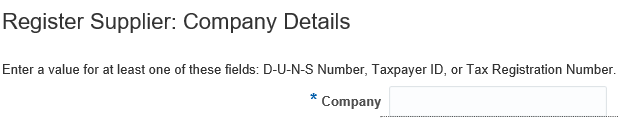 Register Supplier: Company Details
Enter a value for at least one of these fields: D-U-N-S Number, Taxpayer ID, or Tax Registration Number.
* Company